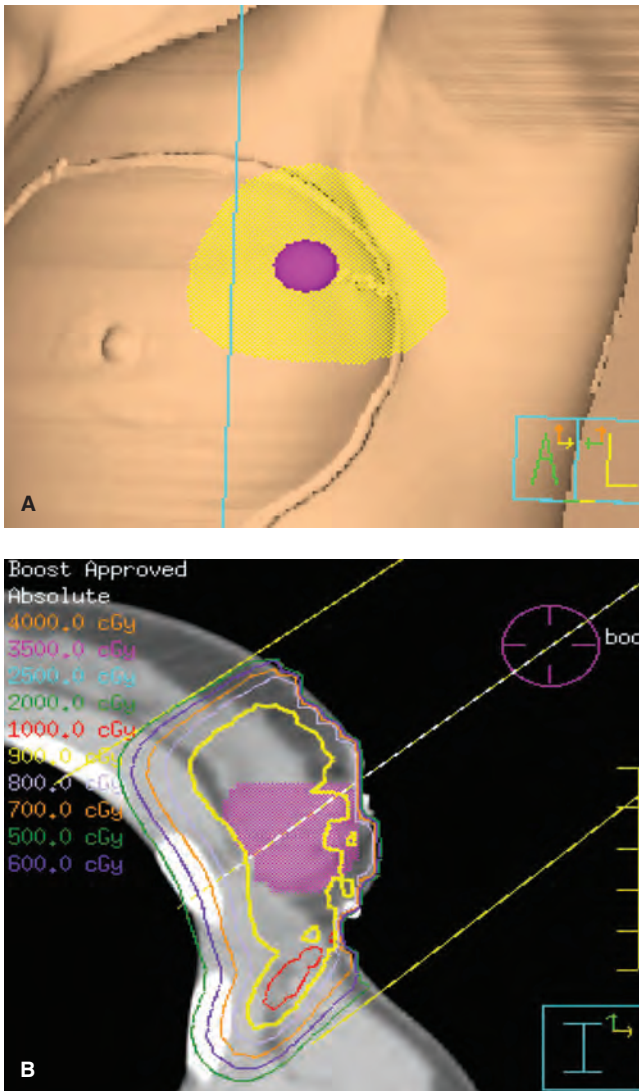 A L
A
Boost Approved
Absolute
4000.0 cGy
3500.0 cGy
2500.0 cGy
2000.0 cGy
1000.0 cGy
900.0 cGy
800.0 cGy
700.0 cGy
500.0 cGy
600.0 cGy
boo
I
B